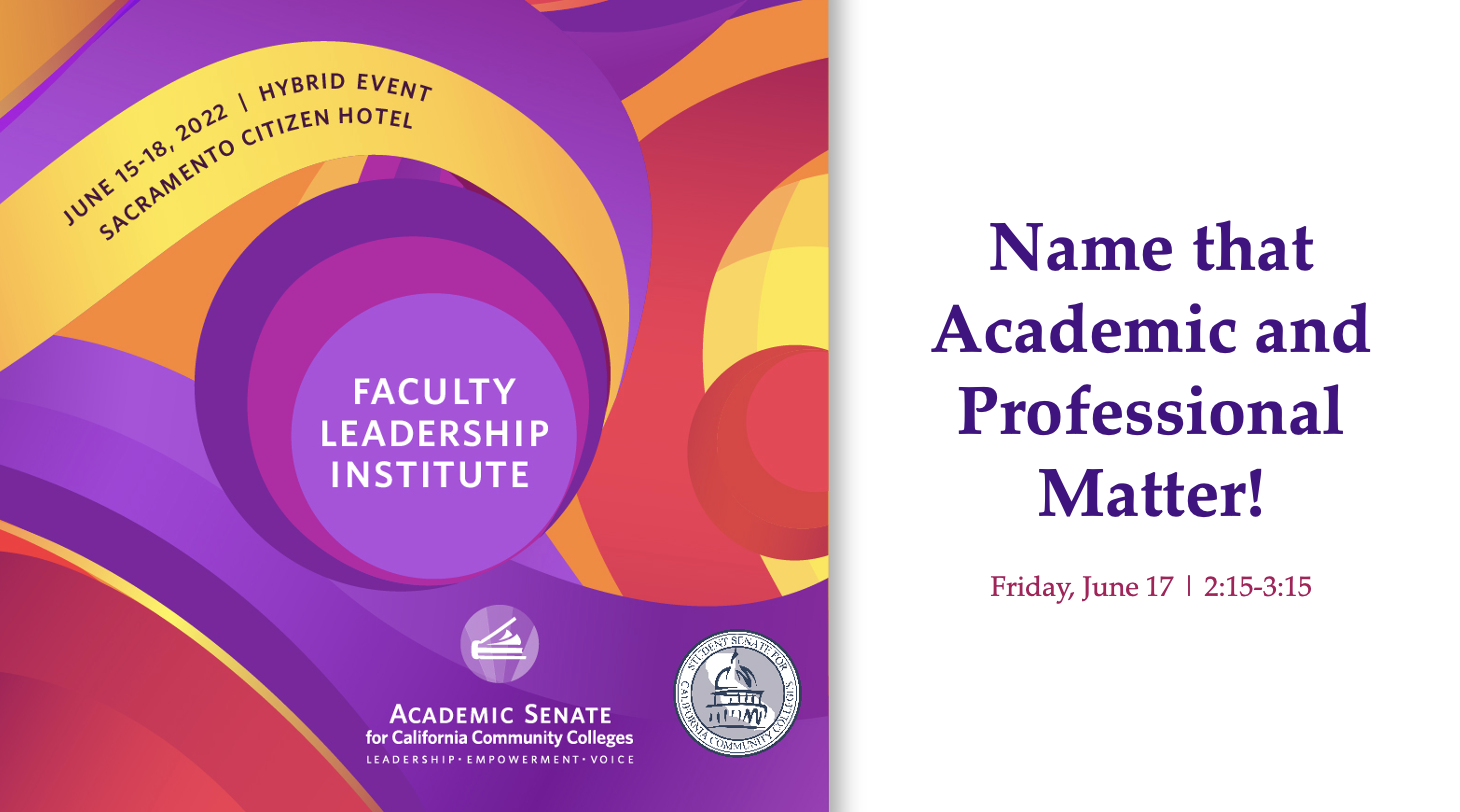 JUNE 15-18, 2022 | HYBRID EVENT
SACRAMENTO CITIZEN HOTEL
FACULTY
LEADERSHIP
INSTITUTE
ACADEMIC SENATE
for California Community Colleges
LEADERSHIP · EMPOWERMENT · VOICE
STUDENT SENATE FOR
CALIFORNIA COMMUNITY COLLEGES
Name that
Academic and
Professional
Matter!
Friday, June 17 | 2:15-3:15